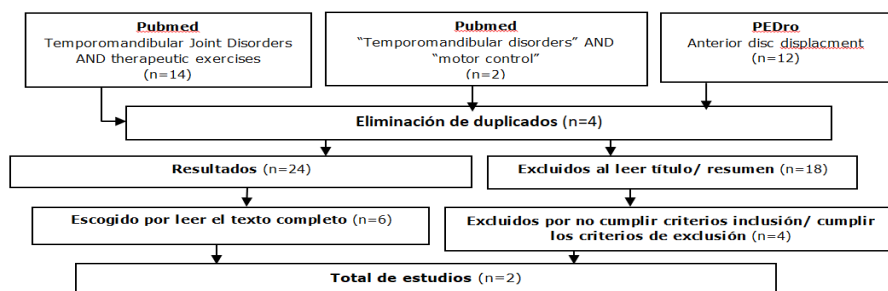 Pubmed
Temporomandibular Joint Disorders
AND therapeutic exercises
(n=14)
Pubmed
“Temporomandibular disorders” AND
“motor control”
(n=2)
PEDro
Anterior disc displacment
(n=12)
Eliminación de duplicados (n=4)
Resultados (n=24)
Excluidos al leer título/ resumen (n=18)
Escogido por leer el texto completo (n=6)
Excluidos por no cumplir criterios inclusión/ cumplir
los criterios de exclusión (n=4)
Total de estudios (n=2)